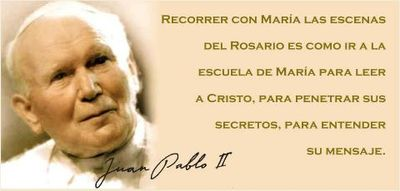 Recorrer con María las escenas
del Rosario es como ir a la
escuela de María para leer
a Cristo, para penetrar sus
secretos, para entender
su mensaje.
Juan Pablo II